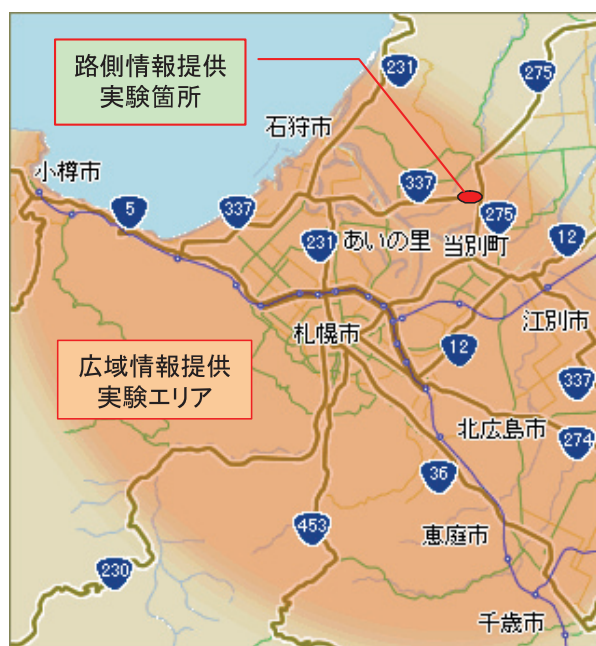 路側情報提供
実験箇所
231
275
石狩市
小樽市
337
5
337
275
231
あいの里
当別町
12
札幌市
江別市
12
広域情報提供
実験エリア
337
北広島市
274
36
453
恵庭市
230
千歳市